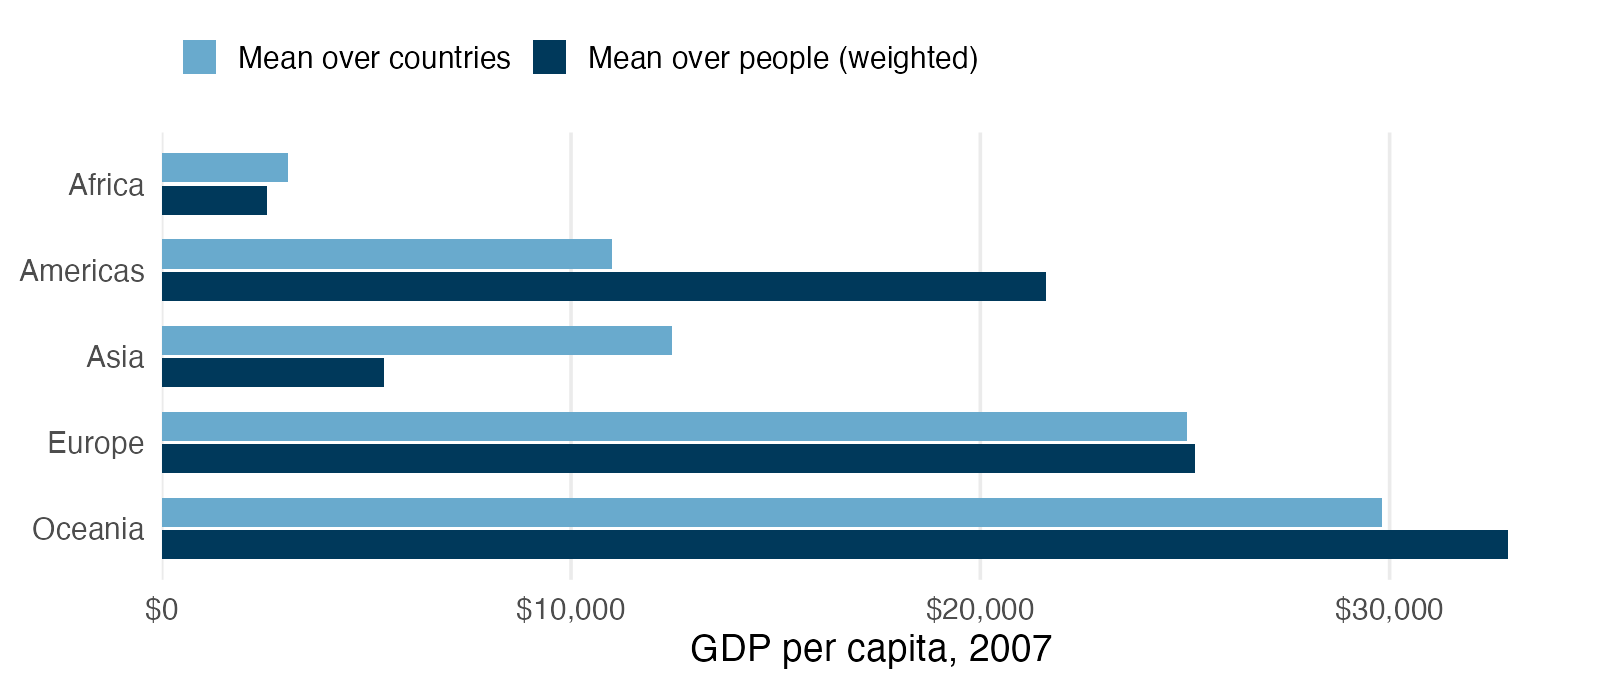 Mean over countries Mean over people (weighted)
Africa
Americas
Asia
Europe
Oceania
$0 $10,000 $20,000 $30,000
GDP per capita, 2007